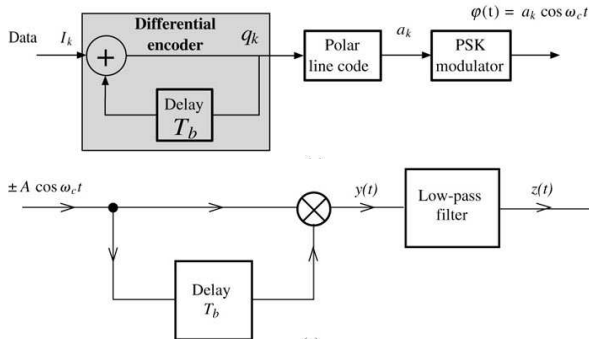 φ(t) = a_k cos ω_c t
Differential
encoder
Data
I_k
q_k
a_k
+
Polar
line code
PSK
modulator
Delay
T_b
± A cos ω_c t
y(t)
z(t)
Low-pass
filter
Delay
T_b